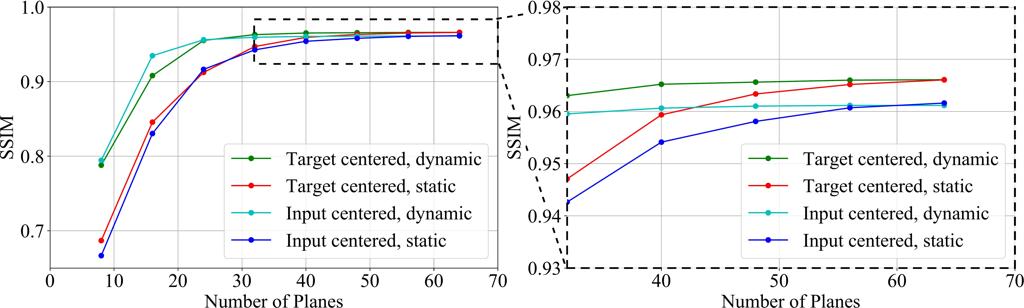 1.0
0.9
0.8
0.7
SSIM
0 10 20 30 40 50 60 70
Number of Planes
Target centered, dynamic
Target centered, static
Input centered, dynamic
Input centered, static
0.98
0.97
0.96
0.95
0.94
0.93
SSIM
40 50 60 70
Number of Planes
Target centered, dynamic
Target centered, static
Input centered, dynamic
Input centered, static